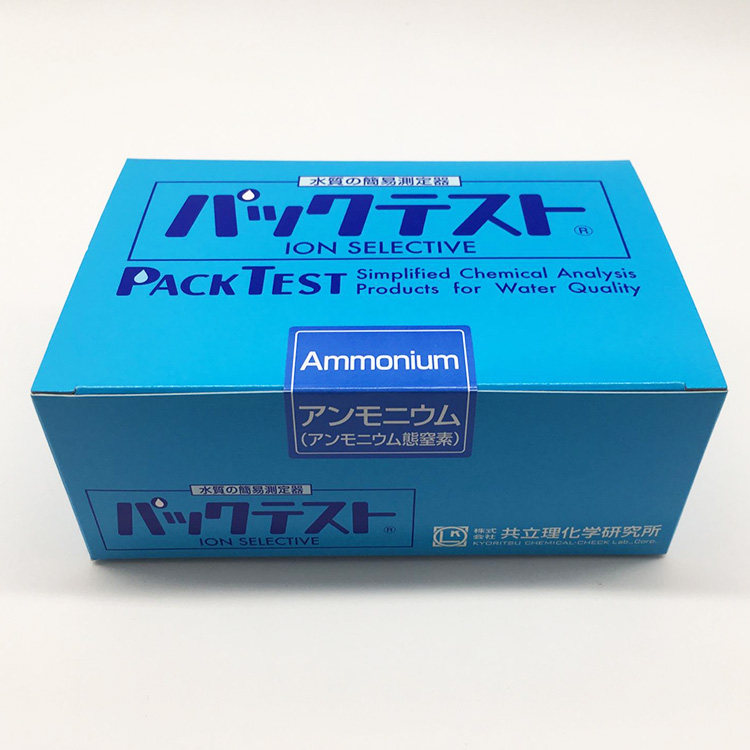 水質の簡易測定器
パックテスト®
ION SELECTIVE
PACKTEST
Simplified Chemical Analysis
Products for Water Quality
Ammonium
アンモニウム
(アンモニウム態窒素)
水質の簡易測定器
パックテスト®
ION SELECTIVE
LK
株式会社 共立理化学研究所
KYORITSU CHEMICAL-CHECK Lab., Corp.